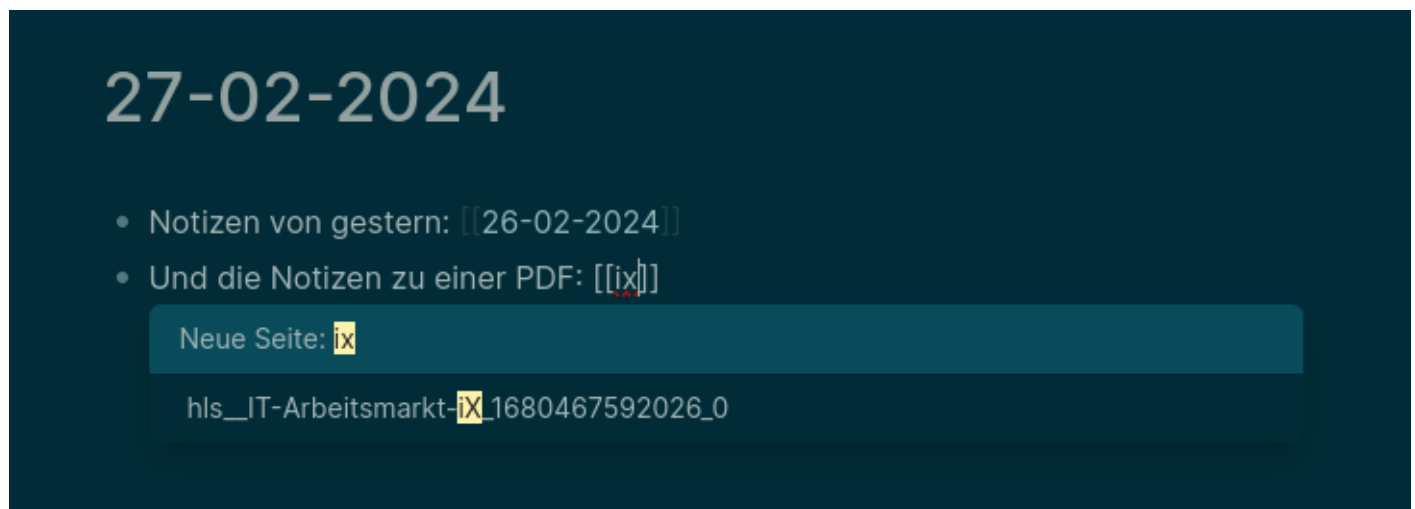 27-02-2024
• Notizen von gestern: [[26-02-2024]]
• Und die Notizen zu einer PDF: [[ix]]
Neue Seite: ix
hls__IT-Arbeitsmarkt-iX_1680467592026_0